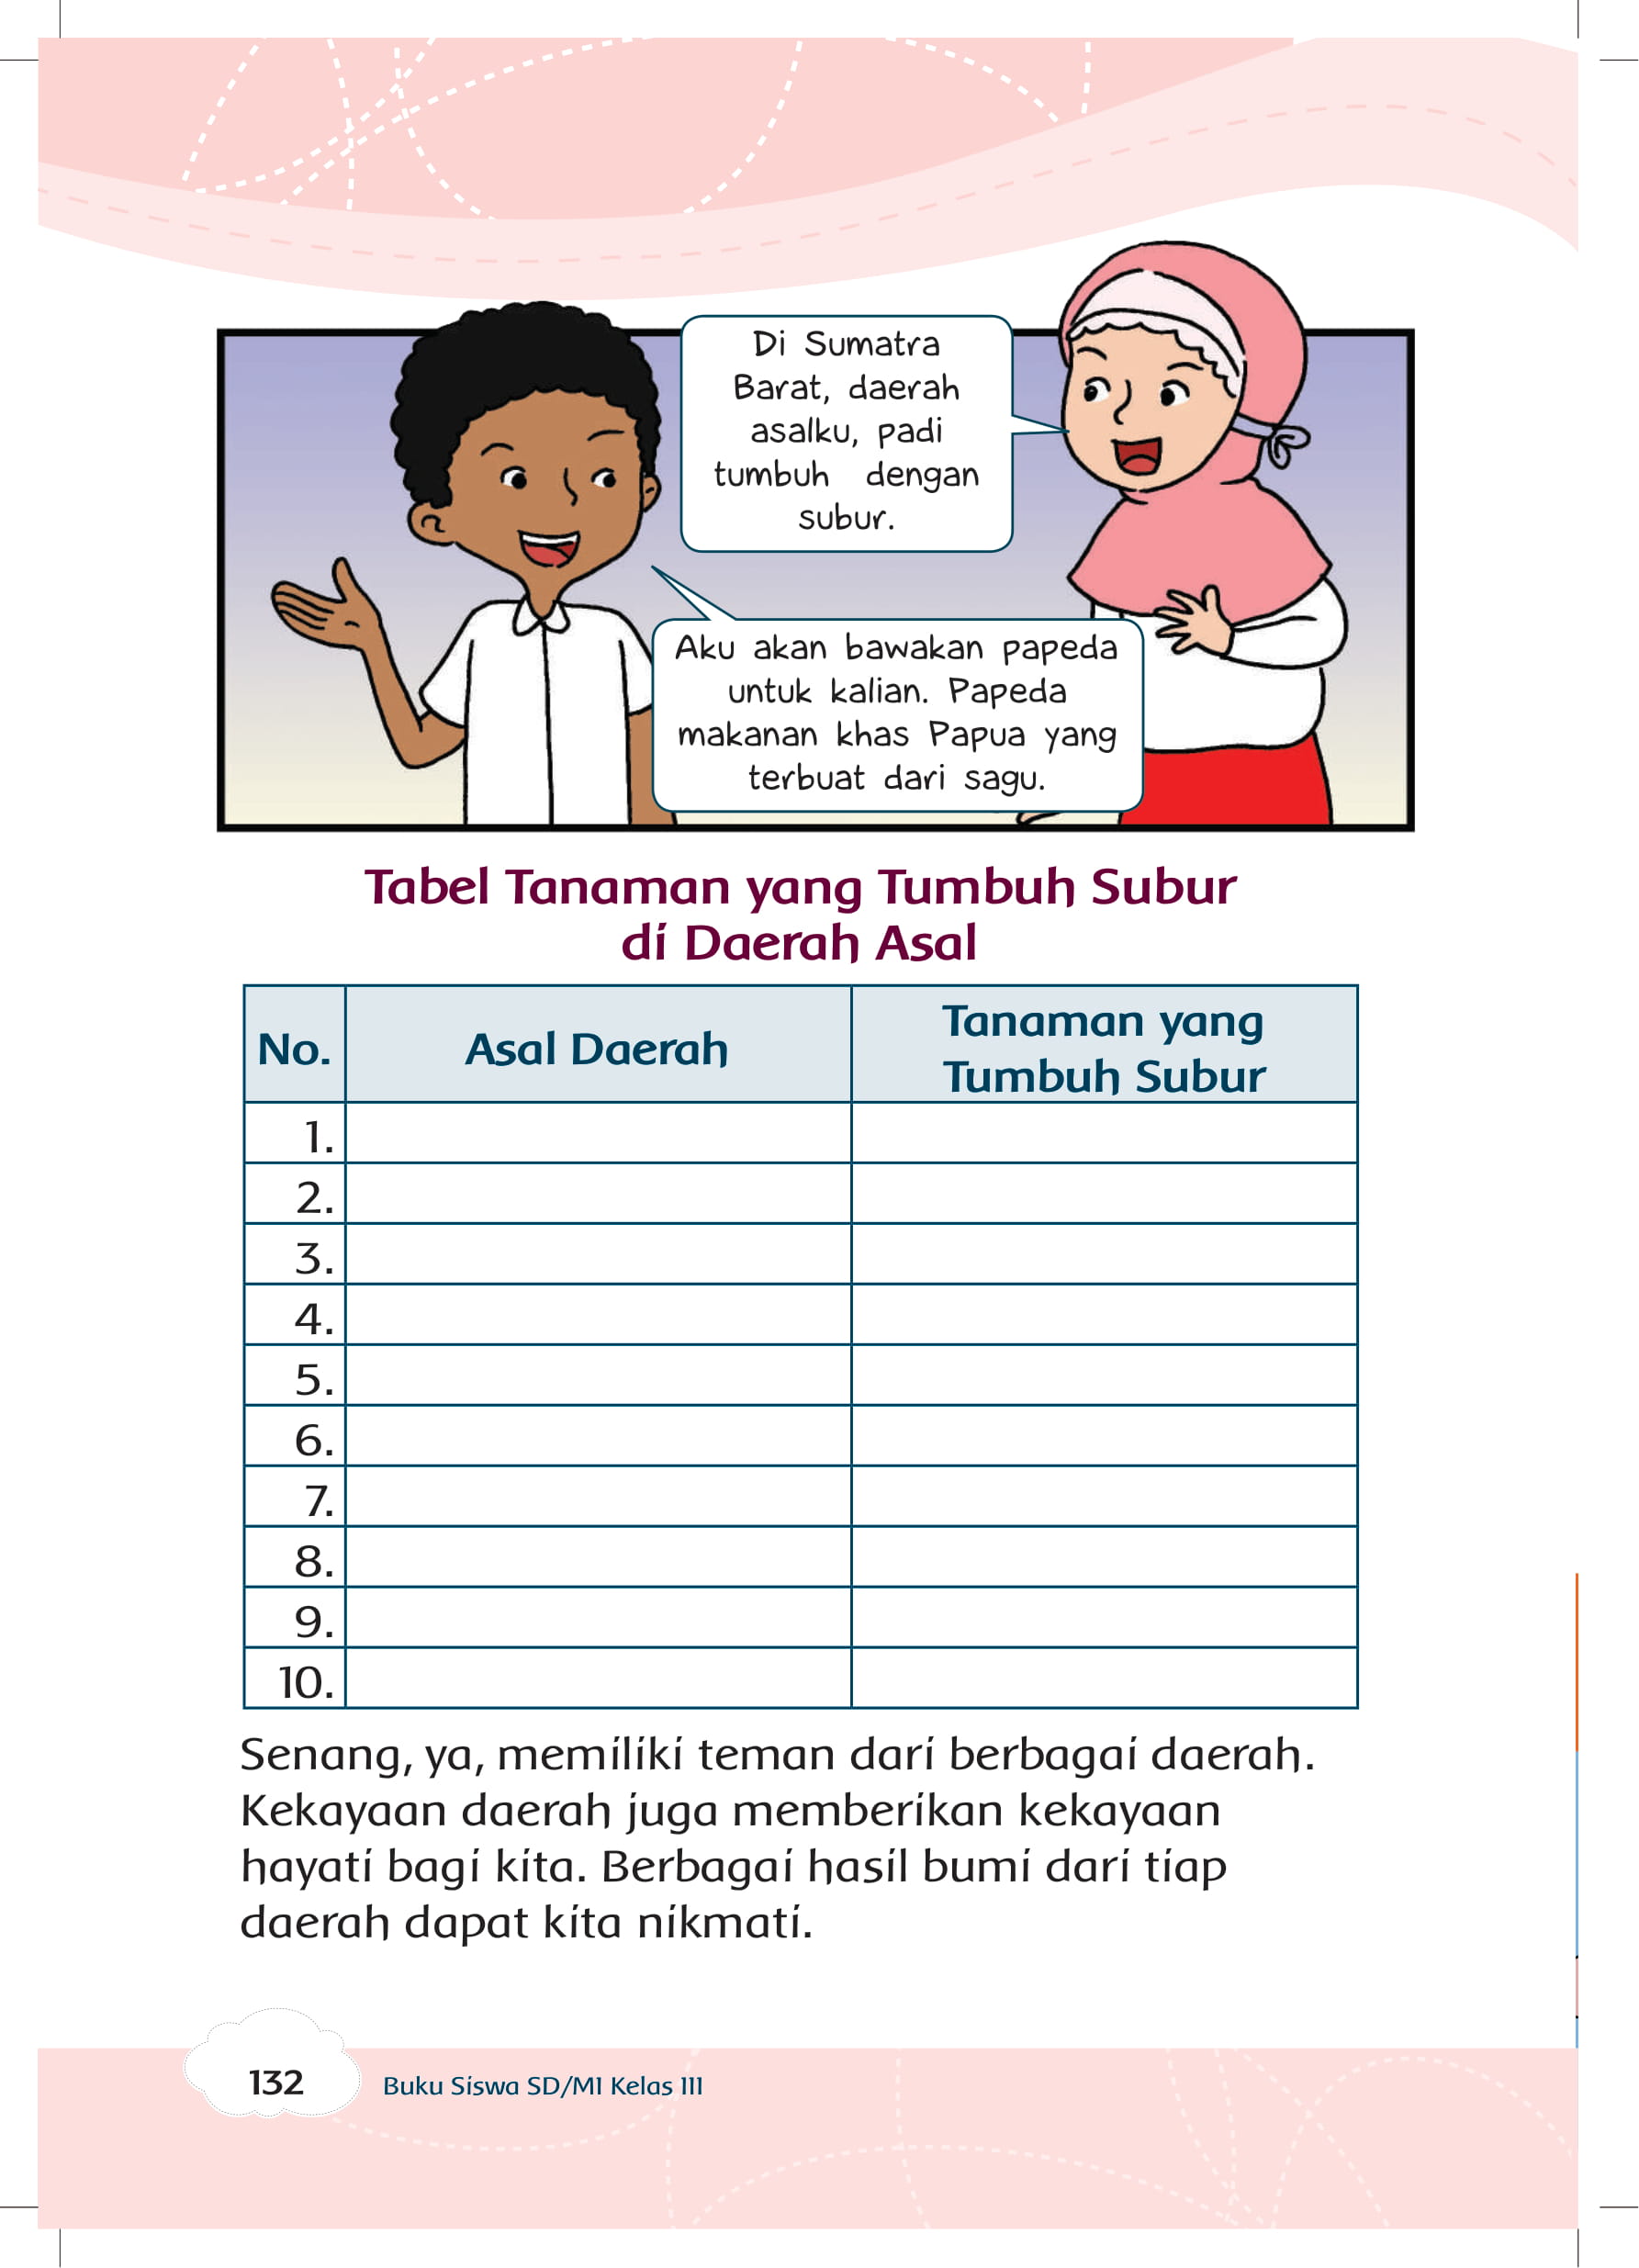 Di Sumatra
Barat, daerah
asalku, padi
tumbuh dengan
subur.
Aku akan bawakan papeda
untuk kalian. Papeda
makanan khas Papua yang
terbuat dari sagu.
Tabel Tanaman yang Tumbuh Subur
di Daerah Asal
No. Asal Daerah Tanaman yang
Tumbuh Subur
1.
2.
3.
4.
5.
6.
7.
8.
9.
10.
Senang, ya, memiliki teman dari berbagai daerah.
Kekayaan daerah juga memberikan kekayaan
hayati bagi kita. Berbagai hasil bumi dari tiap
daerah dapat kita nikmati.
132 Buku Siswa SD/MI Kelas III